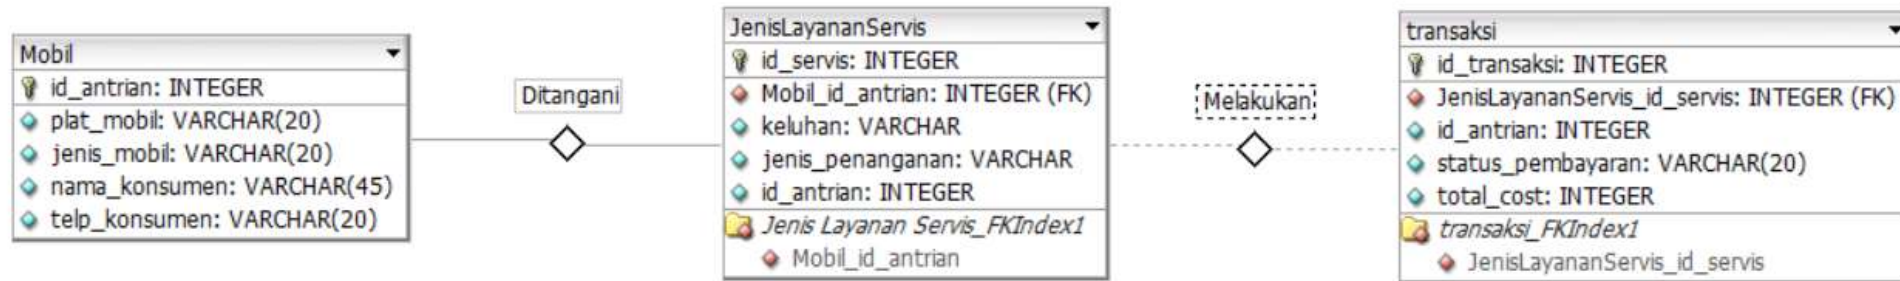 Mobil
id_antrian: INTEGER
plat_mobil: VARCHAR(20)
jenis_mobil: VARCHAR(20)
nama_konsumen: VARCHAR(45)
telp_konsumen: VARCHAR(20)
Ditangani
JenisLayananServis
id_servis: INTEGER
Mobil_id_antrian: INTEGER (FK)
keluhan: VARCHAR
jenis_penanganan: VARCHAR
id_antrian: INTEGER
Jenis Layanan Servis_FKIndex1
Mobil_id_antrian
Melakukan
transaksi
id_transaksi: INTEGER
JenisLayananServis_id_servis: INTEGER (FK)
id_antrian: INTEGER
status_pembayaran: VARCHAR(20)
total_cost: INTEGER
transaksi_FKIndex1
JenisLayananServis_id_servis